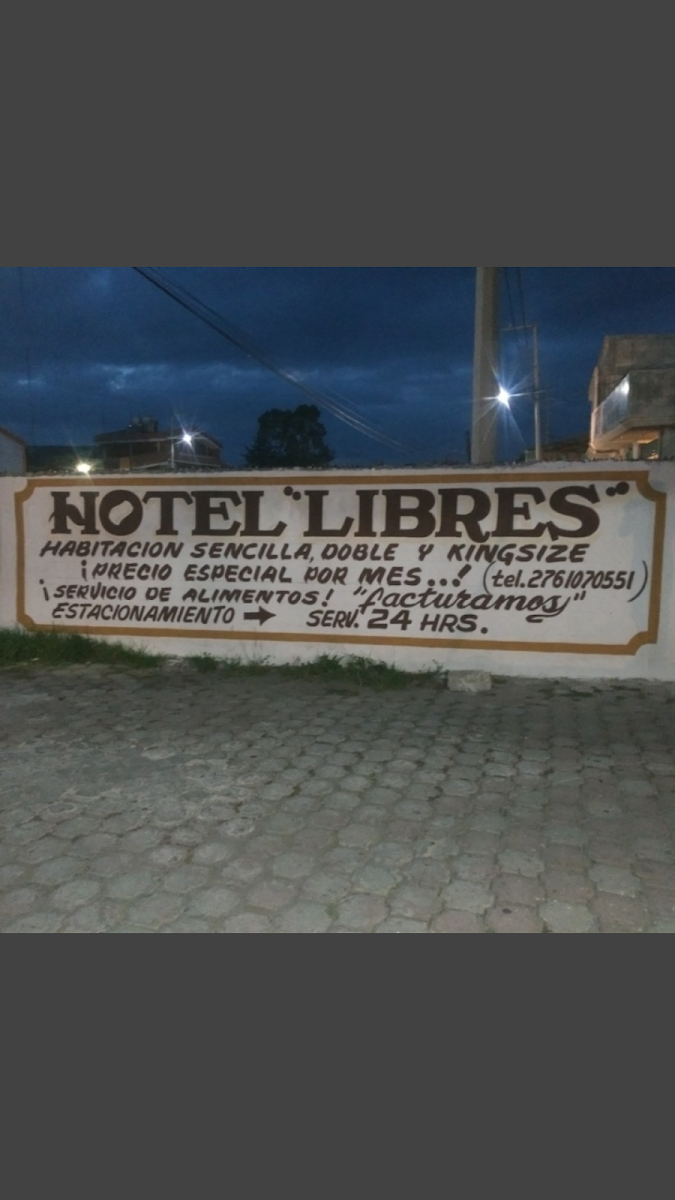 HOTEL "LIBRES"
HABITACION SENCILLA, DOBLE Y KINGSIZE
¡PRECIO ESPECIAL POR MES...! (tel.2761070551)
¡SERVICIO DE ALIMENTOS! "facturamos"
ESTACIONAMIENTO → SERV. 24 HRS.